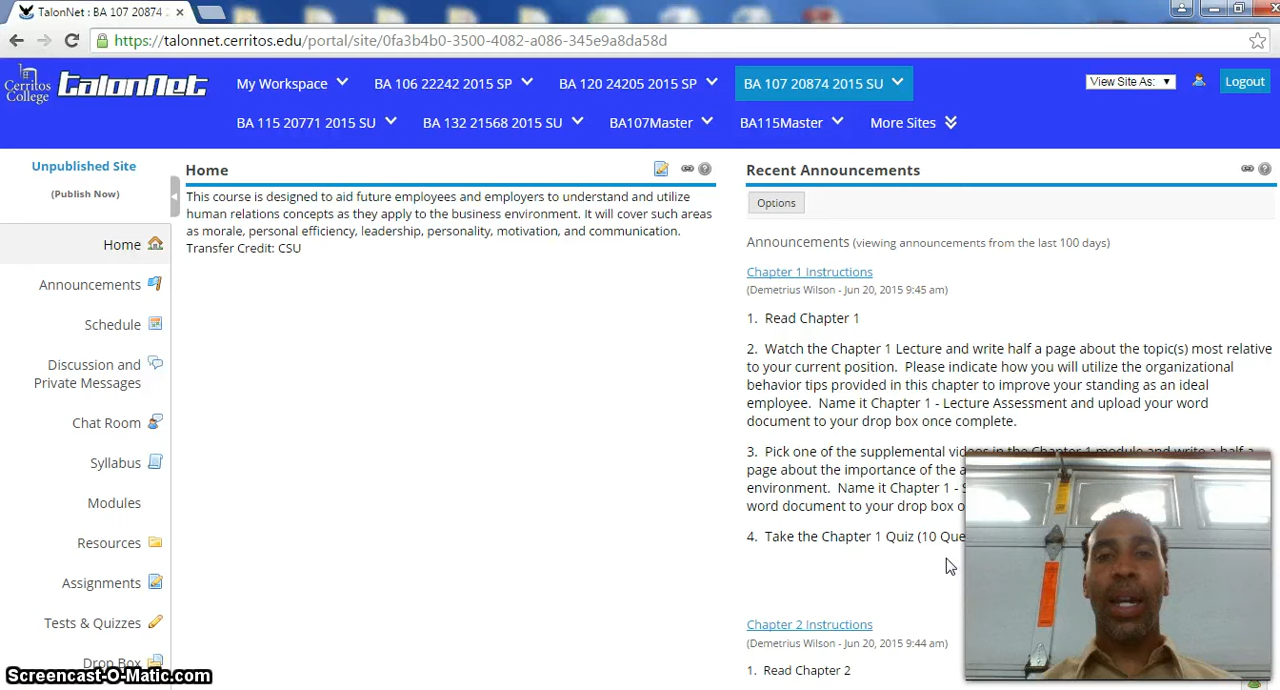 TalonNet : BA 107 20874
https://talonnet.cerritos.edu/portal/site/0fa3b4b0-3500-4082-a086-345e9a8da58d
Cerritos College
talonnet
My Workspace
BA 106 22242 2015 SP
BA 120 24205 2015 SP
BA 107 20874 2015 SU
View Site As:
Logout
BA 115 20771 2015 SU
BA 132 21568 2015 SU
BA107Master
BA115Master
More Sites
Unpublished Site
(Publish Now)
Home
Announcements
Schedule
Discussion and
Private Messages
Chat Room
Syllabus
Modules
Resources
Assignments
Tests & Quizzes
Drop Box
Home
This course is designed to aid future employees and employers to understand and utilize
human relations concepts as they apply to the business environment. It will cover such areas
as morale, personal efficiency, leadership, personality, motivation, and communication.
Transfer Credit: CSU
Recent Announcements
Options
Announcements (viewing announcements from the last 100 days)
Chapter 1 Instructions
(Demetrius Wilson - Jun 20, 2015 9:45 am)
1. Read Chapter 1
2. Watch the Chapter 1 Lecture and write half a page about the topic(s) most relative
to your current position. Please indicate how you will utilize the organizational
behavior tips provided in this chapter to improve your standing as an ideal
employee. Name it Chapter 1 - Lecture Assessment and upload your word
document to your drop box once complete.
3. Pick one of the supplemental videos in the Chapter 1 module and write a half a
page about the importance of the
environment. Name it Chapter 1 -
word document to your drop box
4. Take the Chapter 1 Quiz (10
Chapter 2 Instructions
(Demetrius Wilson - Jun 20, 2015 9:44 am)
1. Read Chapter 2
Screencast-O-Matic.com